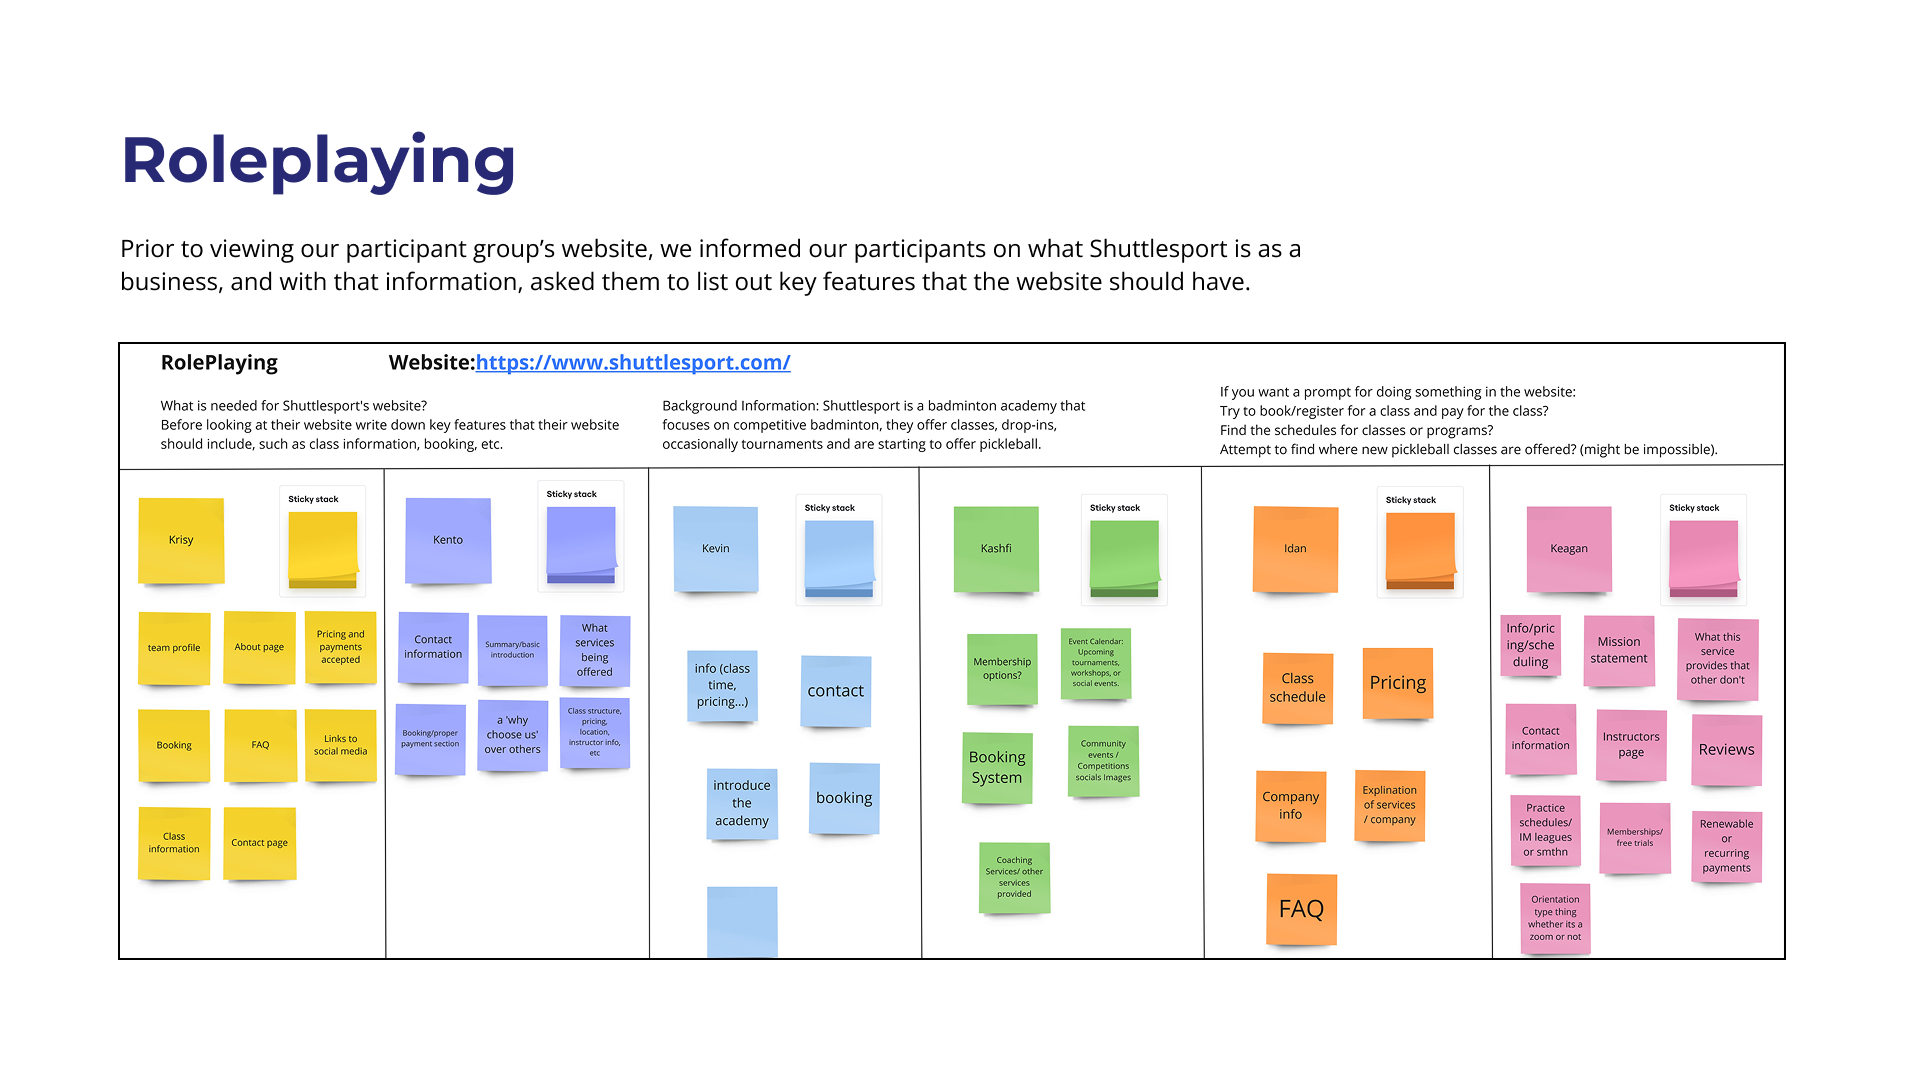 Roleplaying
Prior to viewing our participant group’s website, we informed our participants on what Shuttlesport is as a
business, and with that information, asked them to list out key features that the website should have.
RolePlaying
Website:https://www.shuttlesport.com/
What is needed for Shuttlesport's website?
Before looking at their website write down key features that their website
should include, such as class information, booking, etc.
Background Information: Shuttlesport is a badminton academy that
focuses on competitive badminton, they offer classes, drop-ins,
occasionally tournaments and are starting to offer pickleball.
If you want a prompt for doing something in the website:
Try to book/register for a class and pay for the class?
Find the schedules for classes or programs?
Attempt to find where new pickleball classes are offered? (might be impossible).
Krisy
Sticky stack
team profile
About page
Pricing and
payments
accepted
Booking
FAQ
Links to
social media
Class
information
Contact page
Kento
Sticky stack
Contact
information
Summary/basic
introduction
What
services
being
offered
Booking/proper
payment section
a 'why
choose us'
over others
Class structure,
pricing,
location,
instructor info,
etc
Kevin
Sticky stack
info (class
time,
pricing...)
contact
introduce
the
academy
booking
Kashfi
Sticky stack
Membership
options?
Event Calendar:
Upcoming
tournaments,
workshops, or
social events.
Booking
System
Community
events /
Competitions
socials Images
Coaching
Services/ other
services
provided
Idan
Sticky stack
Class
schedule
Pricing
Company
info
Explination
of services
/ company
FAQ
Keagan
Sticky stack
Info/pric
ing/sche
duling
Mission
statement
What this
service
provides that
other don't
Contact
information
Instructors
page
Reviews
Practice
schedules/
IM leagues
or smthn
Memberships/
free trials
Renewable
or
recurring
payments
Orientation
type thing
whether its a
zoom or not